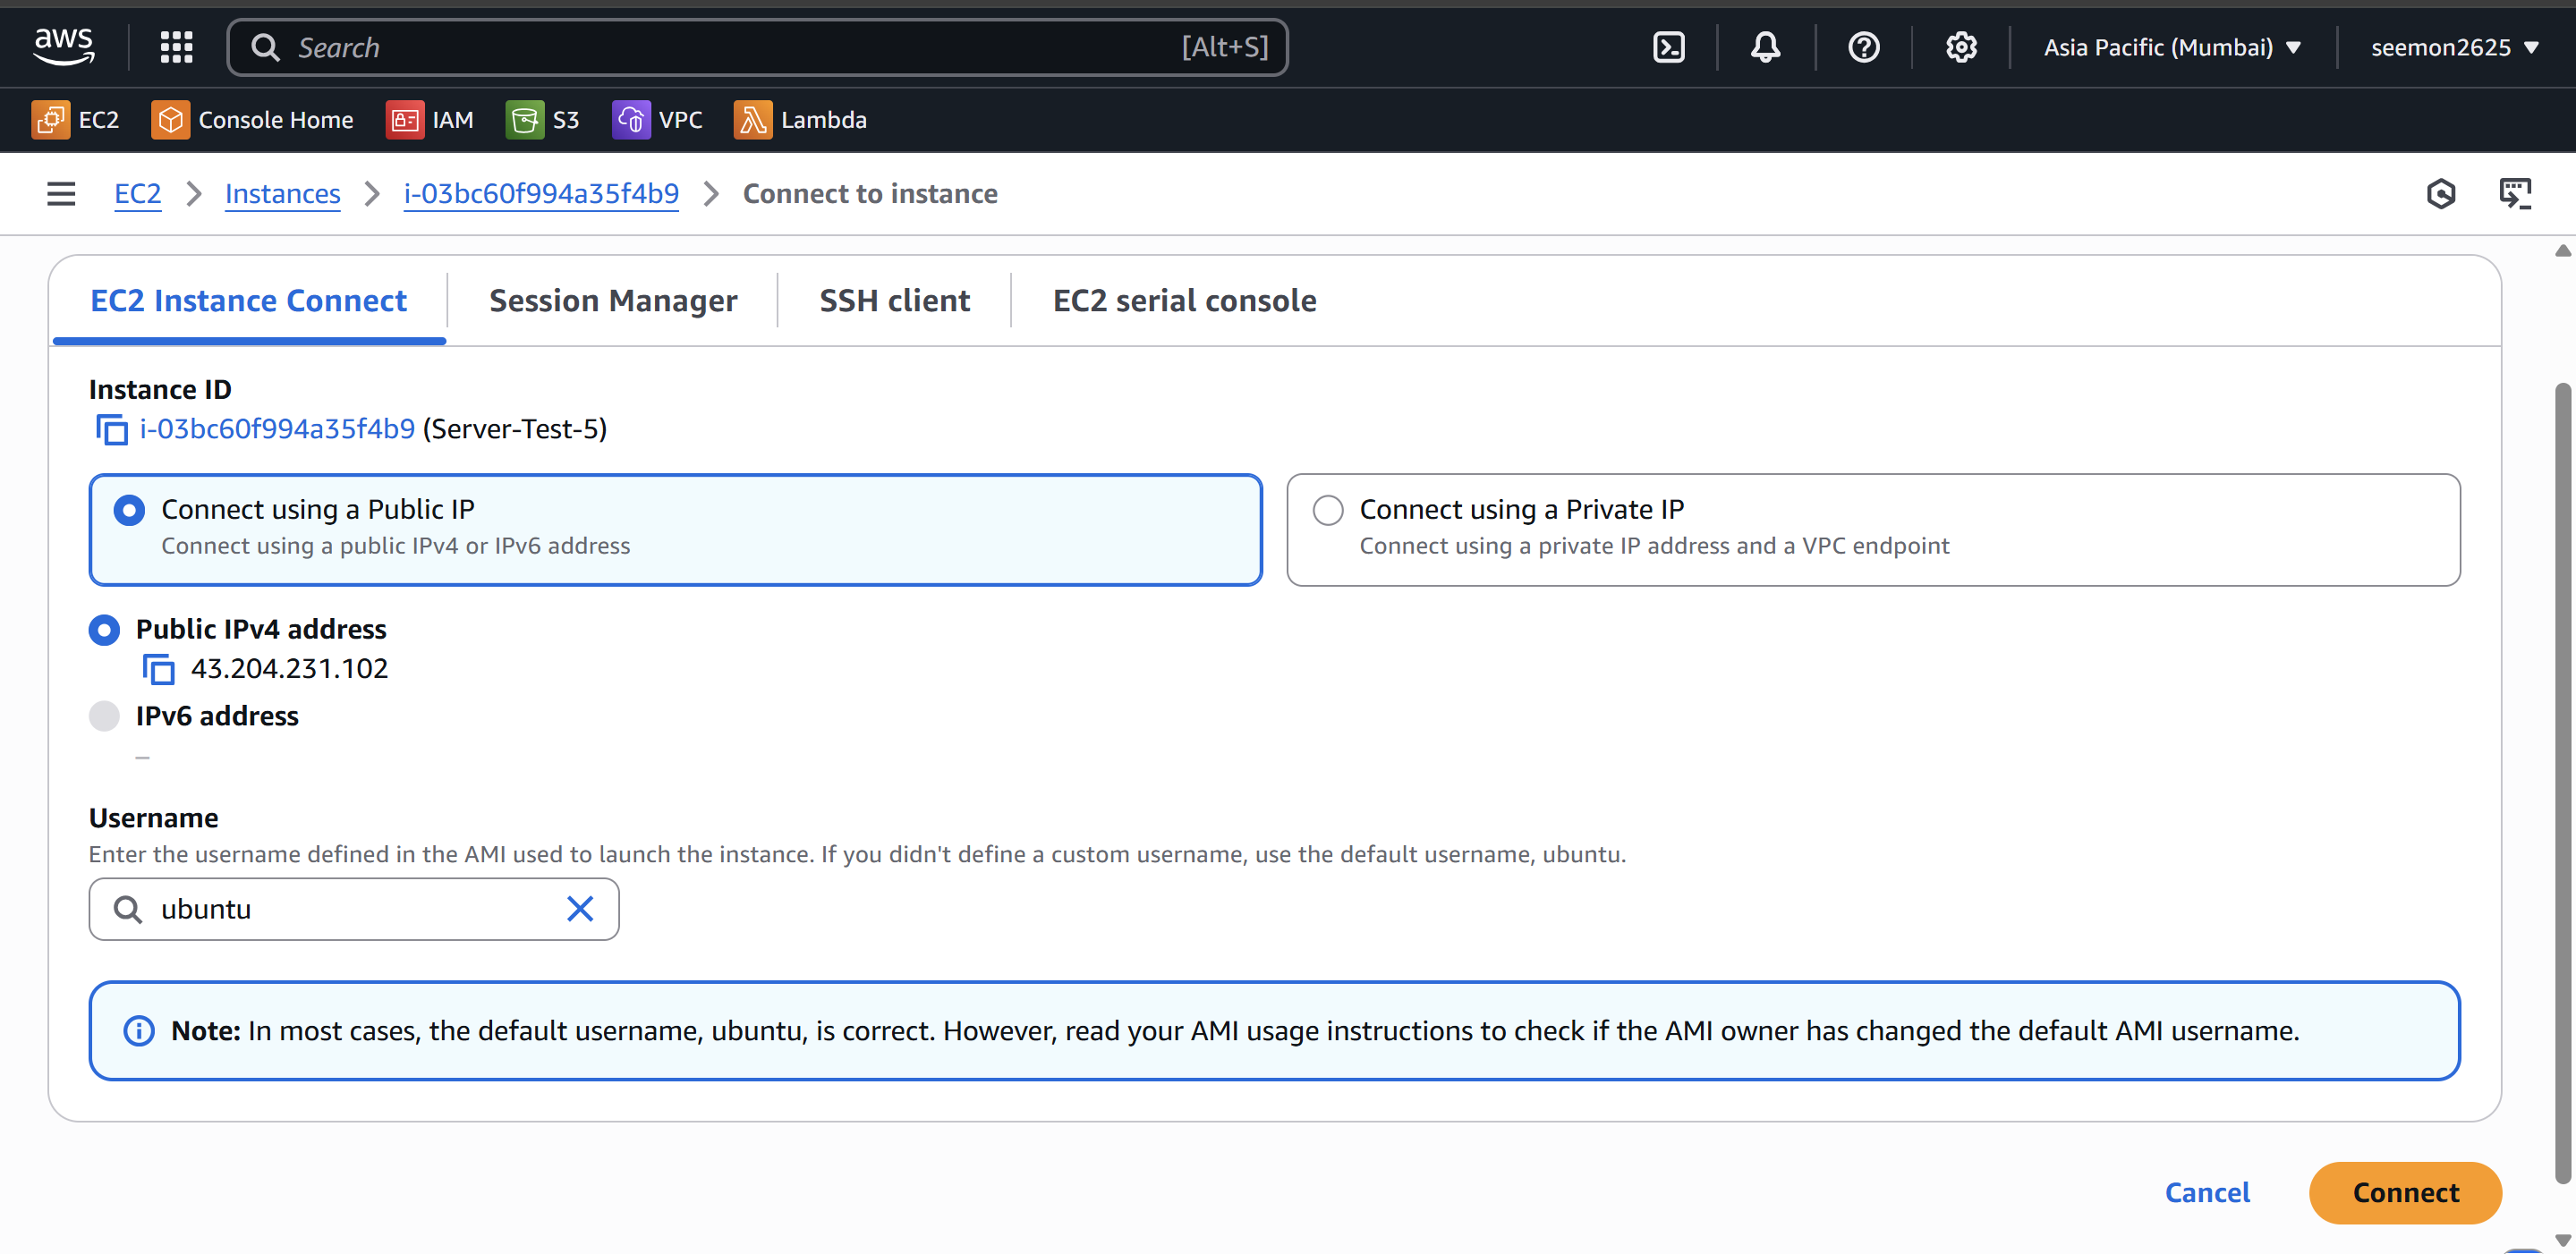 aws
Search [Alt+S]
Asia Pacific (Mumbai)
seemon2625
EC2
Console Home
IAM
S3
VPC
Lambda
EC2 > Instances > i-03bc60f994a35f4b9 > Connect to instance
EC2 Instance Connect
Session Manager
SSH client
EC2 serial console
Instance ID
i-03bc60f994a35f4b9 (Server-Test-5)
Connect using a Public IP
Connect using a public IPv4 or IPv6 address
Connect using a Private IP
Connect using a private IP address and a VPC endpoint
Public IPv4 address
43.204.231.102
IPv6 address
–
Username
Enter the username defined in the AMI used to launch the instance. If you didn't define a custom username, use the default username, ubuntu.
ubuntu
Note: In most cases, the default username, ubuntu, is correct. However, read your AMI usage instructions to check if the AMI owner has changed the default AMI username.
Cancel
Connect